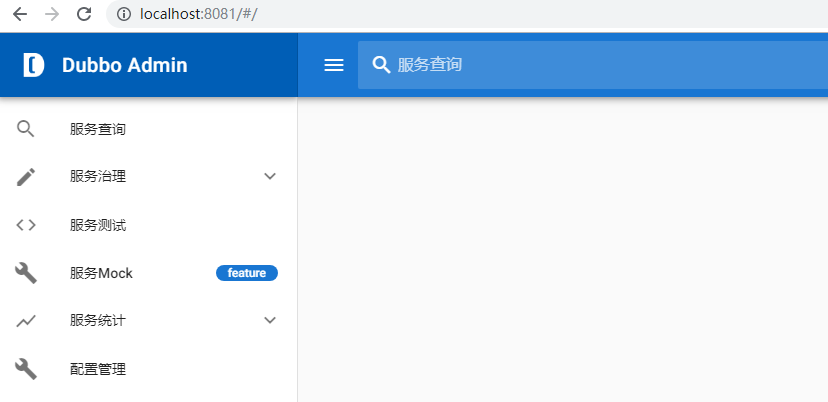 localhost:8081/#/
Dubbo Admin
服务查询
服务查询
服务治理
服务测试
服务Mock feature
服务统计
配置管理